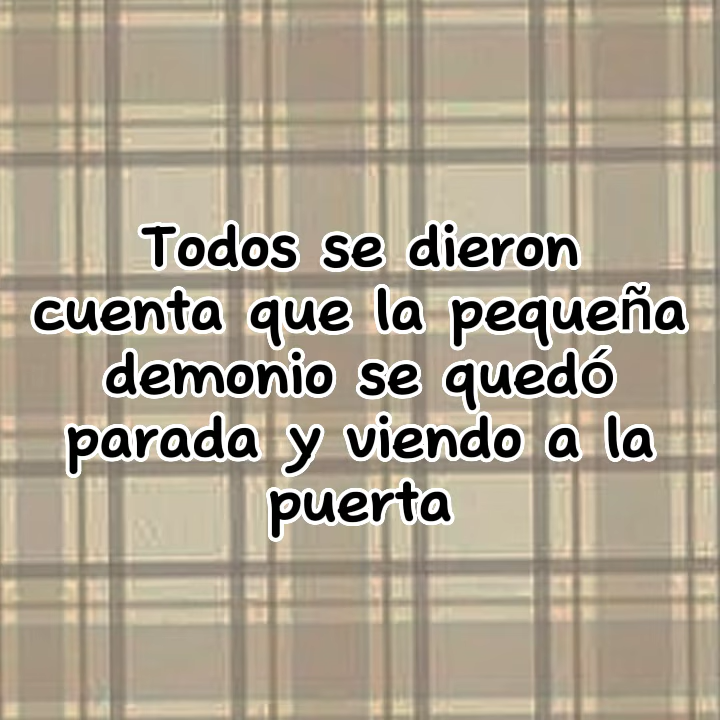 Todos se dieron
cuenta que la pequeña
demonio se quedó
parada y viendo a la
puerta